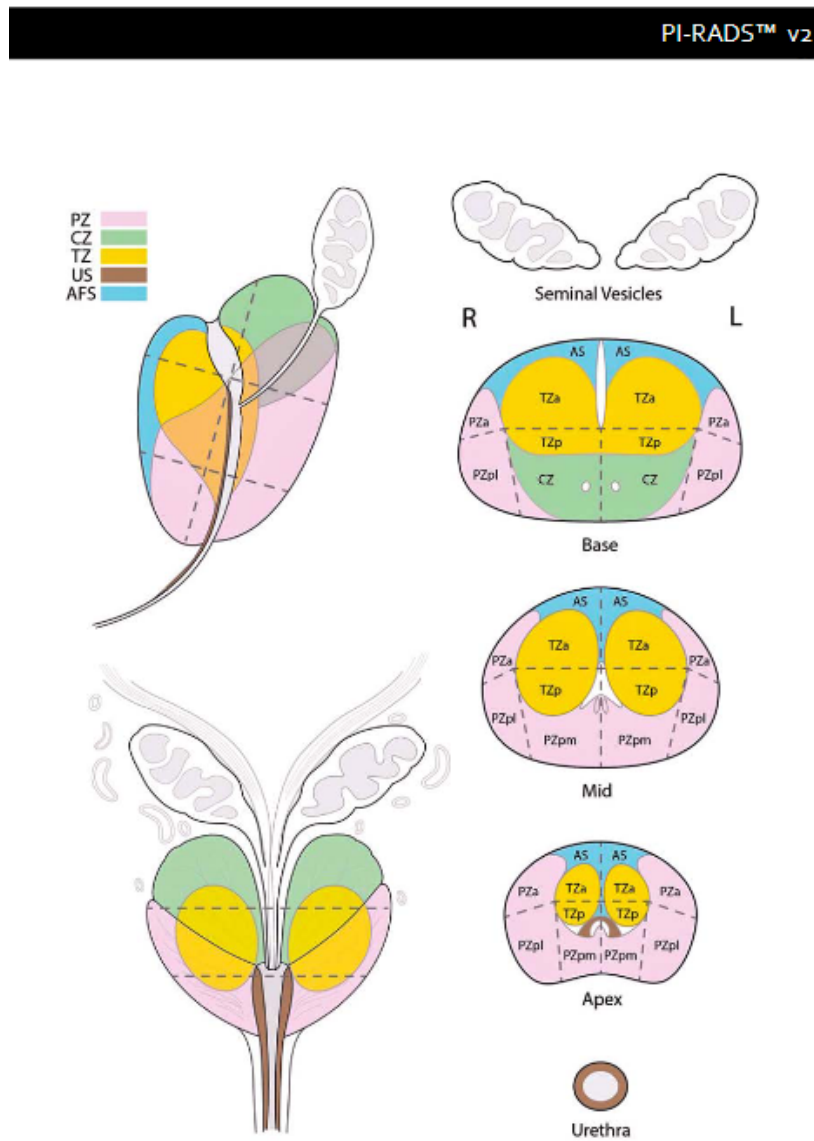 PI-RADS™ v2
PZ
CZ
TZ
US
AFS
Seminal Vesicles
R L
AS AS
TZa TZa
PZa PZa
TZp TZp
PZpl PZpl
CZ CZ
Base
AS AS
TZa TZa
PZa PZa
TZp TZp
PZpl PZpl
PZpm PZpm
Mid
AS AS
PZa TZa TZa PZa
TZp TZp
PZpl PZpm PZpm PZpl
Apex
Urethra